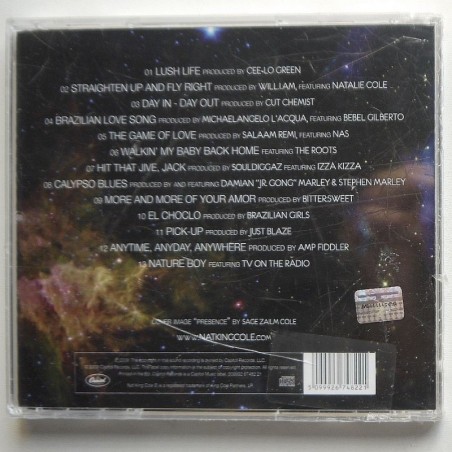 01 LUSH LIFE PRODUCED BY CEE-LO GREEN
02 STRAIGHTEN UP AND FLY RIGHT PRODUCED BY WILL.I.AM, FEATURING NATALIE COLE
03 DAY IN - DAY OUT PRODUCED BY CUT CHEMIST
04 BRAZILIAN LOVE SONG PRODUCED BY MICHAELANGELO L'ACQUA, FEATURING BEBEL GILBERTO
05 THE GAME OF LOVE PRODUCED BY SALAAM REMI, FEATURING NAS
06 WALKIN' MY BABY BACK HOME FEATURING THE ROOTS
07 HIT THAT JIVE, JACK PRODUCED BY SOULDIGGAZ FEATURING IZZA KIZZA
08 CALYPSO BLUES PRODUCED BY AND FEATURING DAMIAN "JR. GONG" MARLEY & STEPHEN MARLEY
09 MORE AND MORE OF YOUR AMOR PRODUCED BY BITTER:SWEET
10 EL CHOCLO PRODUCED BY BRAZILIAN GIRLS
11 PICK-UP PRODUCED BY JUST BLAZE
12 ANYTIME, ANYDAY, ANYWHERE PRODUCED BY AMP FIDDLER
13 NATURE BOY FEATURING TV ON THE RADIO
COVER IMAGE "PRESENCE" BY SAGE ZAILM COLE
WWW.NATKINGCOLE.COM
Capitol
5 099926 748221